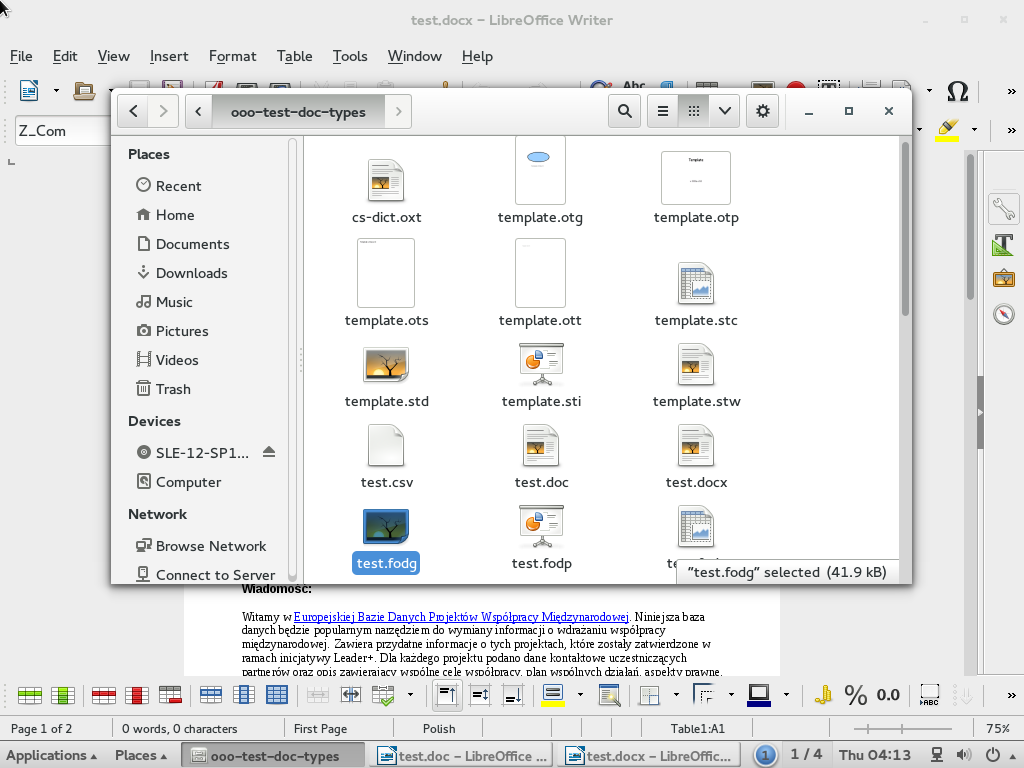 test.docx – LibreOffice Writer
File Edit View Insert Format Table Tools Window Help
ooo-test-doc-types
Z_Com
Places
Recent
Home
Documents
Downloads
Music
Pictures
Videos
Trash
Devices
SLE-12-SP1...
Computer
Network
Browse Network
Connect to Server
cs-dict.oxt template.otg template.otp
template.ots template.ott template.stc
template.std template.sti template.stw
test.csv test.doc test.docx
test.fodg test.fodp
"test.fodg" selected (41.9 kB)
Wiadomość:
Witamy w Europejskiej Bazie Danych Projektów Współpracy Międzynarodowej. Niniejsza baza
danych będzie popularnym narzędziem do wymiany informacji o wdrażaniu współpracy
międzynarodowej. Zawiera przydatne informacje o tych projektach, które zostały zatwierdzone w
ramach inicjatywy Leader+. Dla każdego projektu podano dane kontaktowe uczestniczących
partnerów oraz opis zawierający wspólne cele współpracy, plan wspólnych działań, aspekty prawne,
% 0.0 ABC
Page 1 of 2 0 words, 0 characters First Page Polish Table1:A1 75%
Applications Places ooo-test-doc-types test.doc – LibreOffice ... test.docx – LibreOffic... 1 1 / 4 Thu 04:13